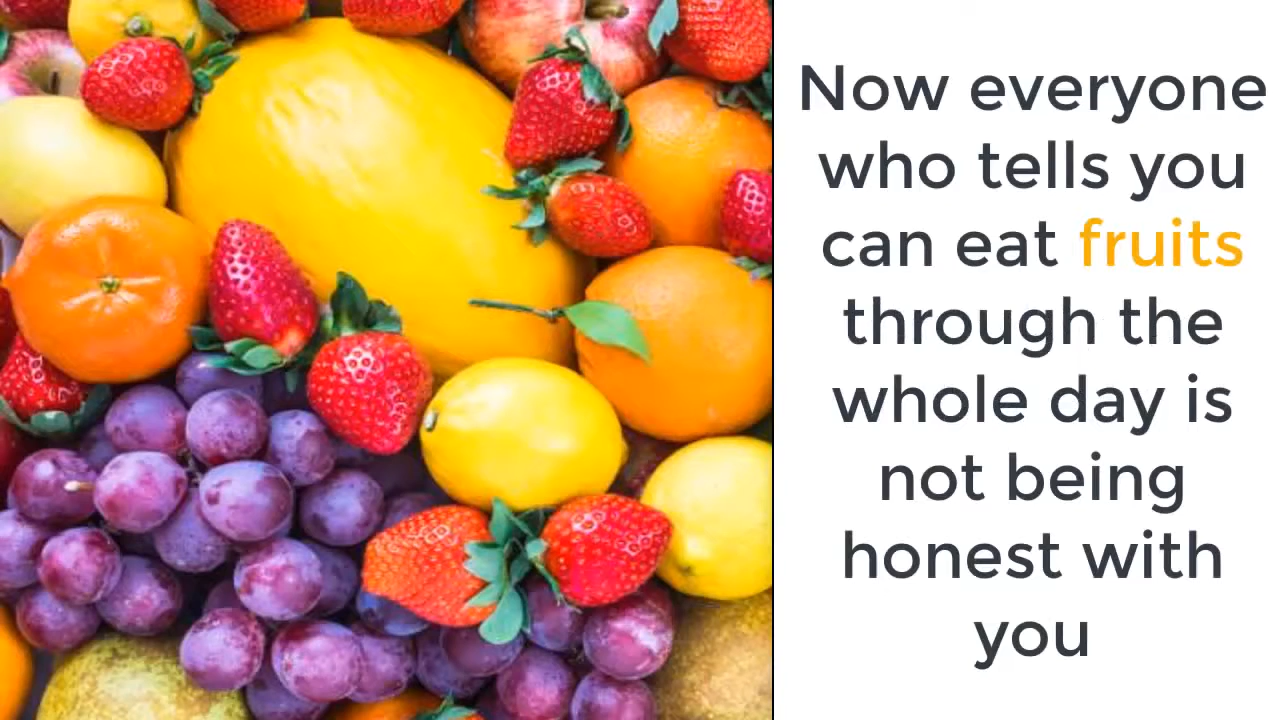 Now everyone
who tells you
can eat fruits
through the
whole day is
not being
honest with
you